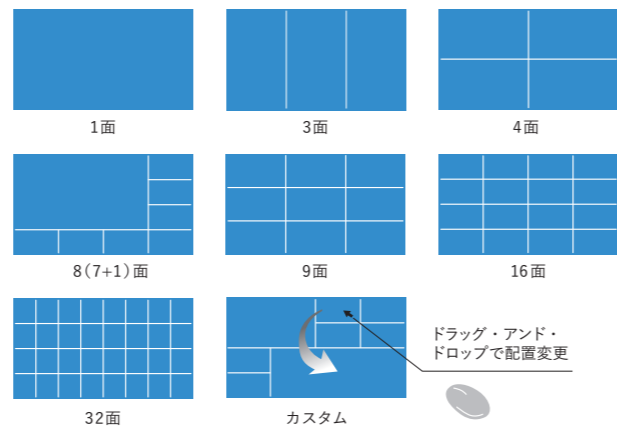 1面
3面
4面
8(7+1)面
9面
16面
ドラッグ・アンド・
ドロップで配置変更
32面
カスタム